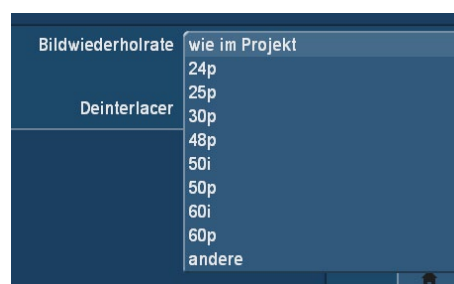 Bildwiederholrate wie im Projekt
24p
25p
Deinterlacer
30p
48p
50i
50p
60i
60p
andere